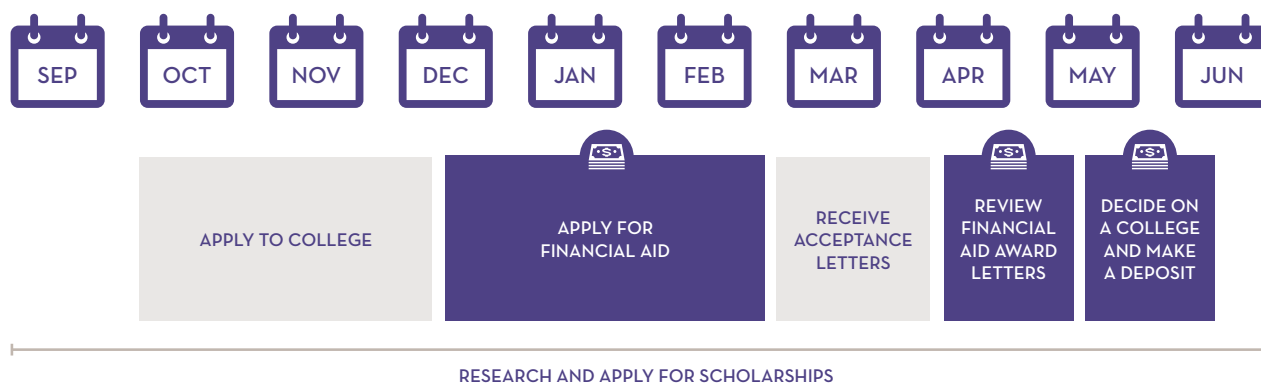 SEP OCT NOV DEC JAN FEB MAR APR MAY JUN
APPLY TO COLLEGE
APPLY FOR
FINANCIAL AID
RECEIVE
ACCEPTANCE
LETTERS
REVIEW
FINANCIAL
AID AWARD
LETTERS
DECIDE ON
A COLLEGE
AND MAKE
A DEPOSIT
RESEARCH AND APPLY FOR SCHOLARSHIPS